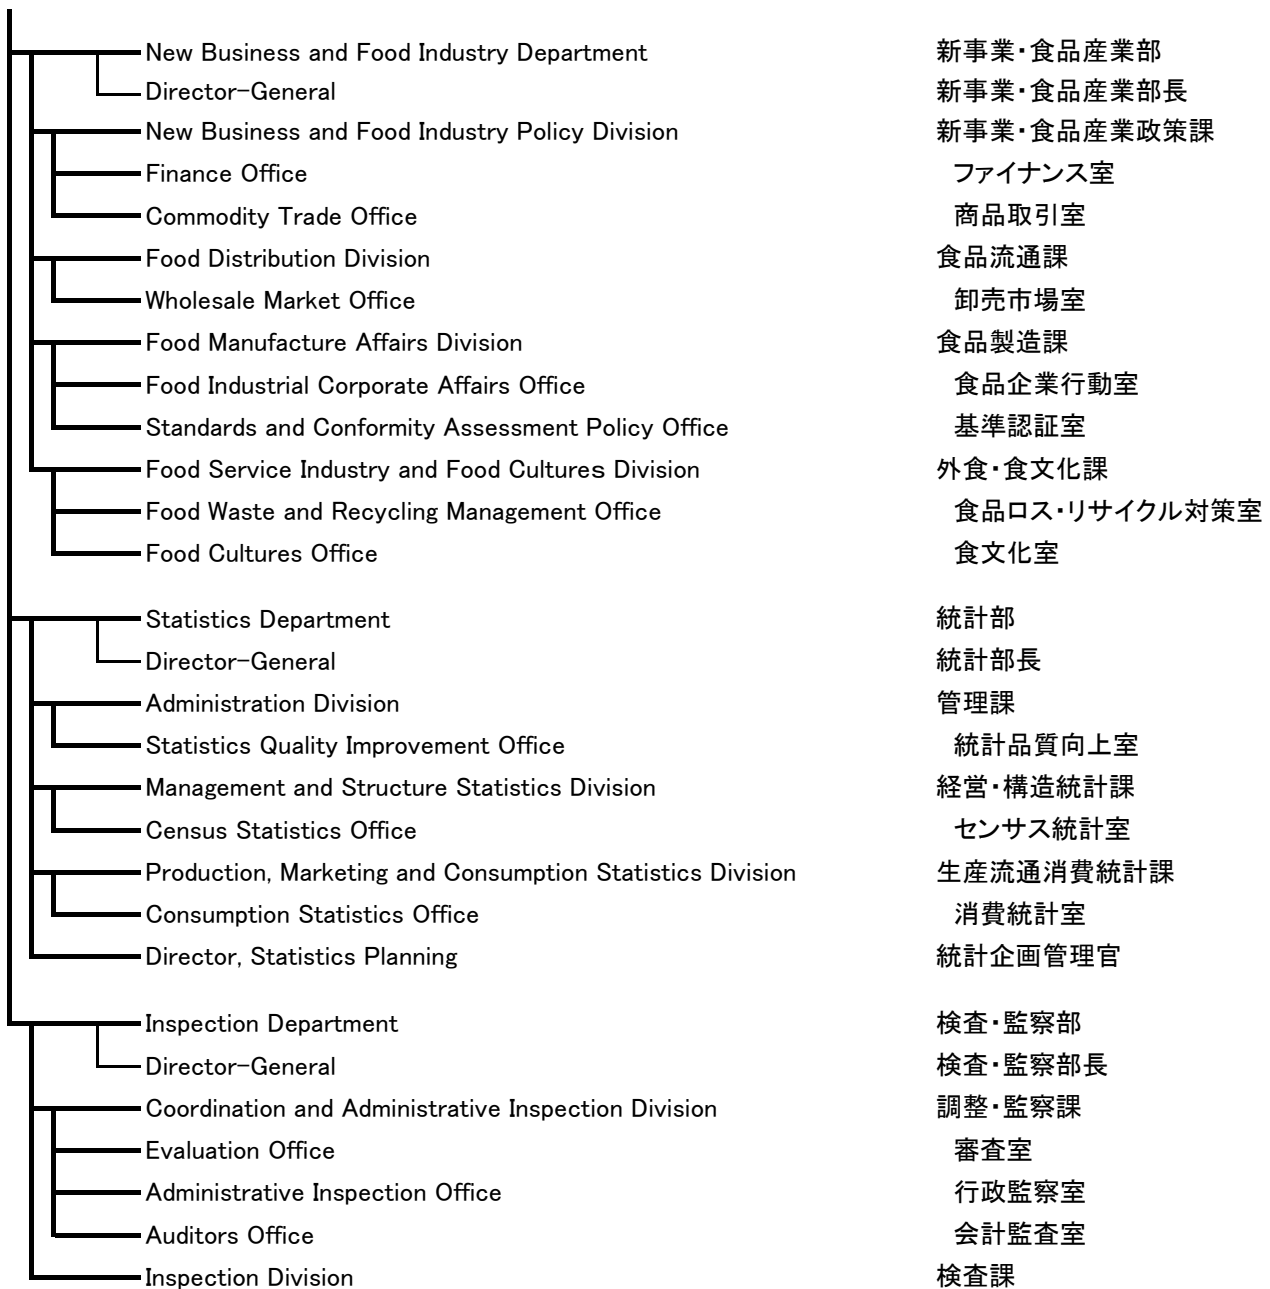 New Business and Food Industry Department 新事業・食品産業部
Director-General 新事業・食品産業部長
New Business and Food Industry Policy Division 新事業・食品産業政策課
Finance Office ファイナンス室
Commodity Trade Office 商品取引室
Food Distribution Division 食品流通課
Wholesale Market Office 卸売市場室
Food Manufacture Affairs Division 食品製造課
Food Industrial Corporate Affairs Office 食品企業行動室
Standards and Conformity Assessment Policy Office 基準認証室
Food Service Industry and Food Cultures Division 外食・食文化課
Food Waste and Recycling Management Office 食品ロス・リサイクル対策室
Food Cultures Office 食文化室
Statistics Department 統計部
Director-General 統計部長
Administration Division 管理課
Statistics Quality Improvement Office 統計品質向上室
Management and Structure Statistics Division 経営・構造統計課
Census Statistics Office センサス統計室
Production, Marketing and Consumption Statistics Division 生産流通消費統計課
Consumption Statistics Office 消費統計室
Director, Statistics Planning 統計企画管理官
Inspection Department 検査・監察部
Director-General 検査・監察部長
Coordination and Administrative Inspection Division 調整・監察課
Evaluation Office 審査室
Administrative Inspection Office 行政監察室
Auditors Office 会計監査室
Inspection Division 検査課